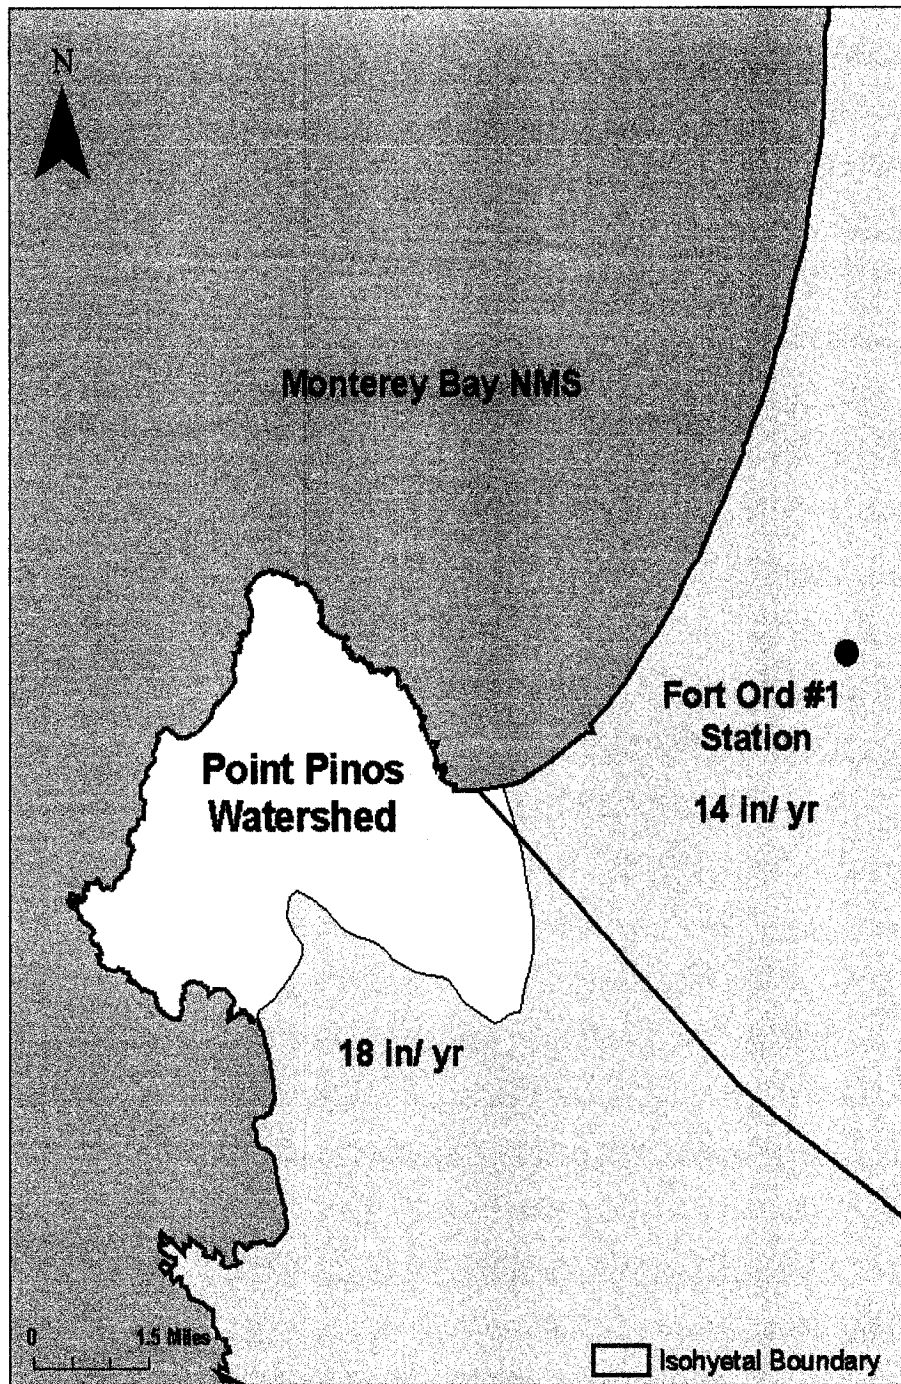 N
Monterey Bay NMS
Fort Ord #1
Station
Point Pinos
Watershed
14 in/ yr
18 in/ yr
0
1.5 Miles
Isohyetal Boundary